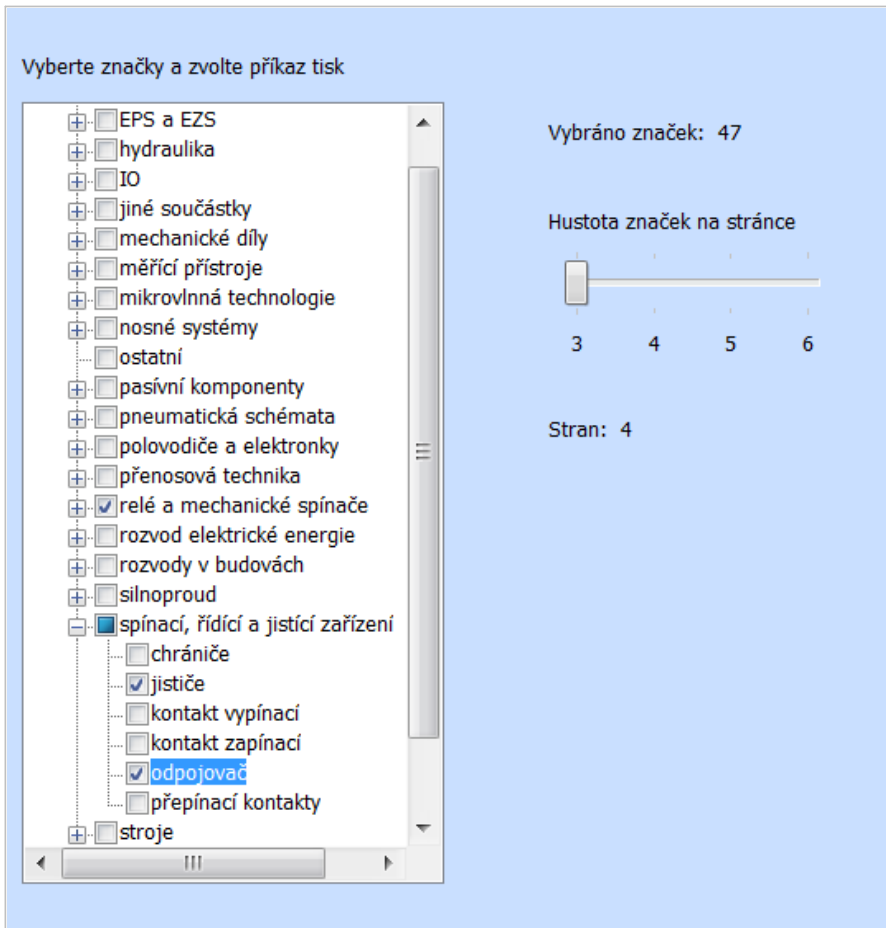 Vyberte značky a zvolte příkaz tisk
EPS a EZS
hydraulika
IO
jiné součástky
mechanické díly
měřící přístroje
mikrovlnná technologie
nosné systémy
ostatní
pasívní komponenty
pneumatická schémata
polovodiče a elektronky
přenosová technika
relé a mechanické spínače
rozvod elektrické energie
rozvody v budovách
silnoproud
spínací, řídící a jistící zařízení
chrániče
jističe
kontakt vypínací
kontakt zapínací
odpojovač
přepínací kontakty
stroje
Vybráno značek: 47
Hustota značek na stránce
3 4 5 6
Stran: 4